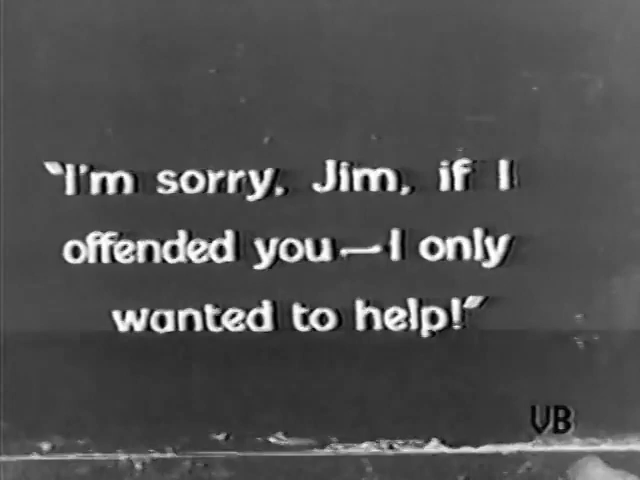 "I'm sorry, Jim, if I
offended you—I only
wanted to help!"
VB